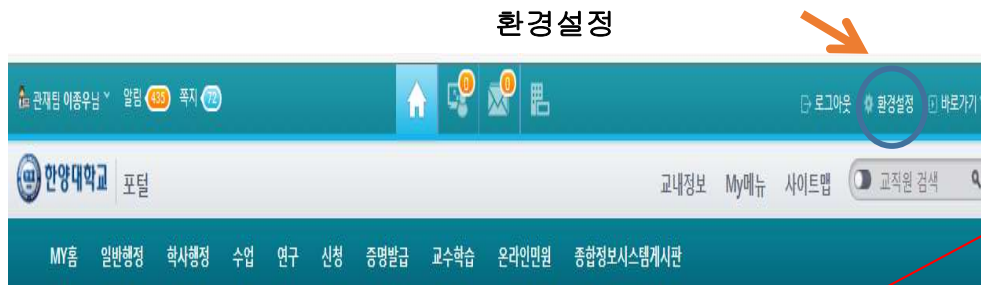 환경설정
관재팀 이종우님 알림 435 쪽지 72 0 0 로그아웃 환경설정 바로가기
한양대학교 포털 교내정보 My메뉴 사이트맵 교직원 검색
MY홈 일반행정 학사행정 수업 연구 신청 증명발급 교수학습 온라인민원 종합정보시스템게시판